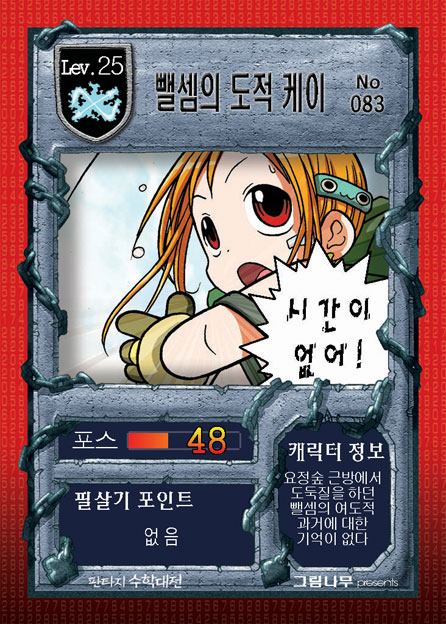 Lev.25
뺄셈의 도적 케이
No
083
시간이
없어!
포스 48
필살기 포인트
없음
캐릭터 정보
요정숲 근방에서
도둑질을 하던
뺄셈의 여도적
과거에 대한
기억이 없다
판타지 수학대전
그림나무 presents